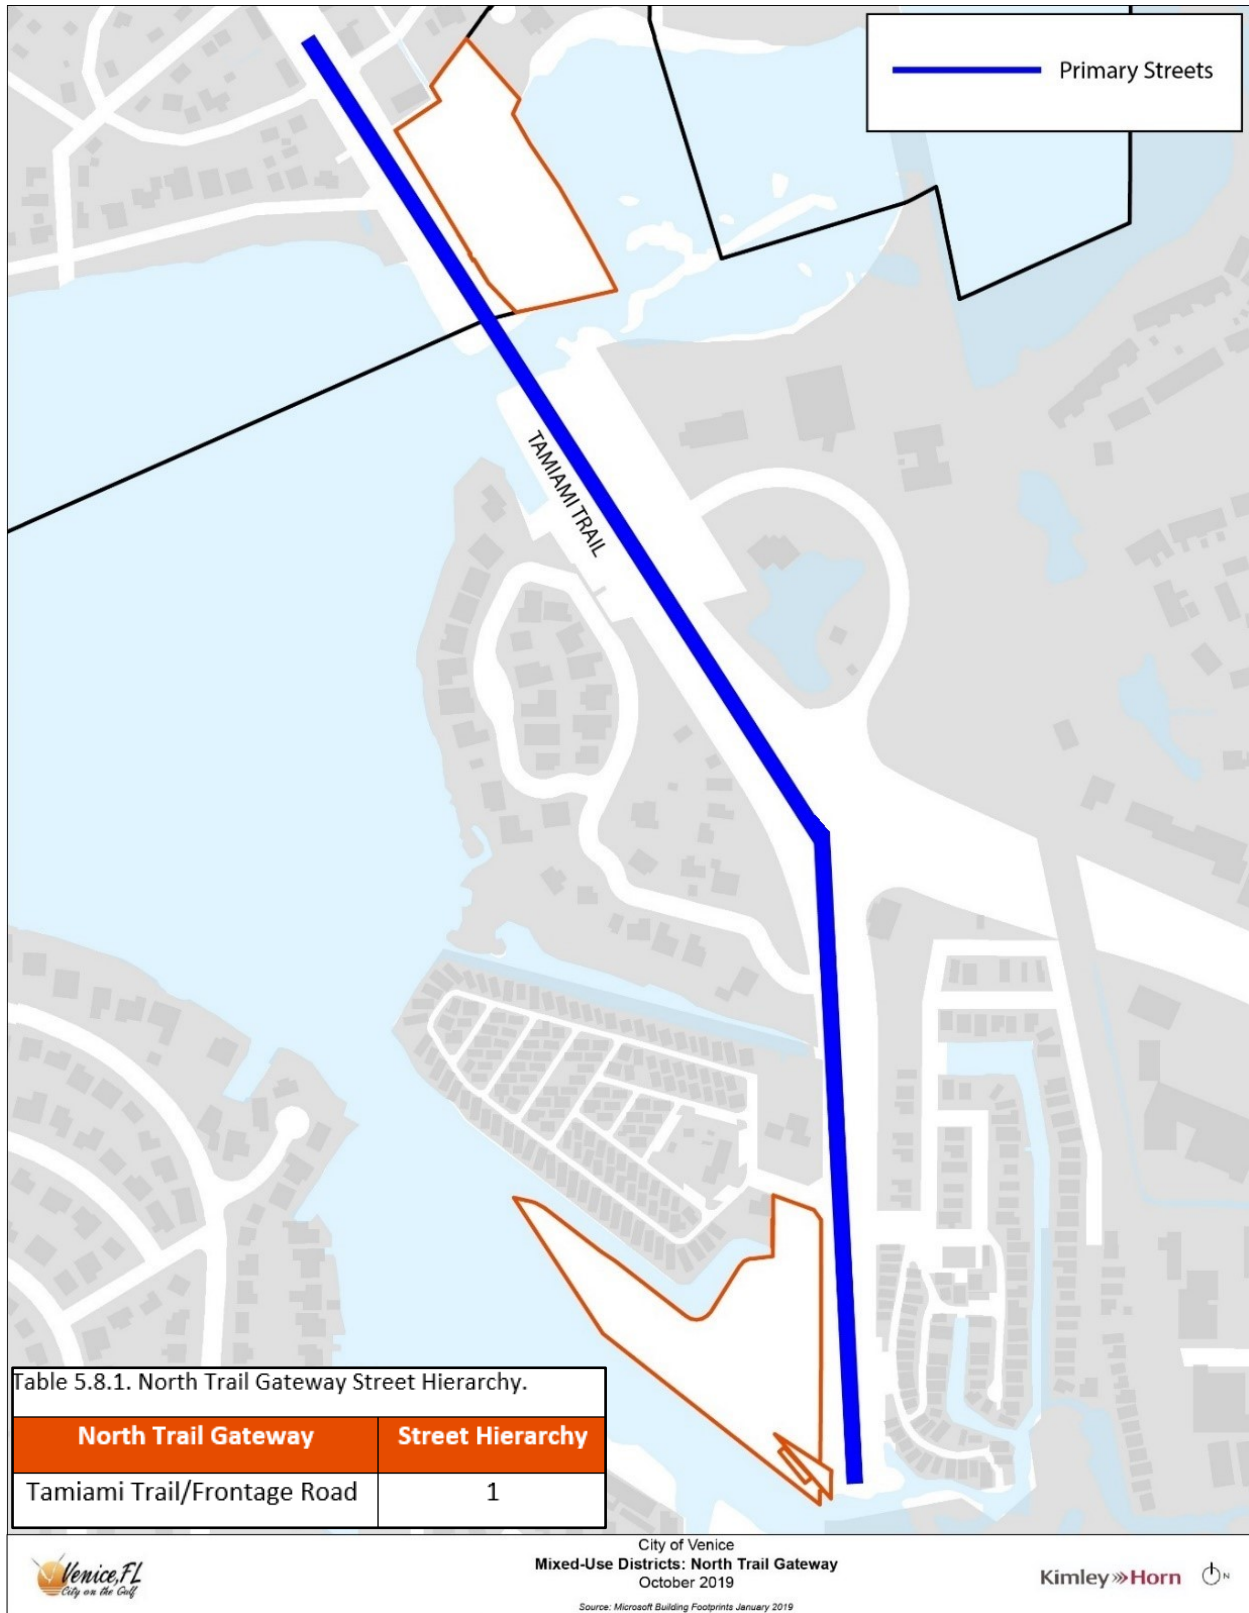 Primary Streets
TAMIAMI TRAIL
Table 5.8.1. North Trail Gateway Street Hierarchy.
North Trail Gateway Street Hierarchy
Tamiami Trail/Frontage Road 1
Venice, FL
City on the Gulf
City of Venice
Mixed-Use Districts: North Trail Gateway
October 2019
Source: Microsoft Building Footprints January 2019
Kimley»Horn
N